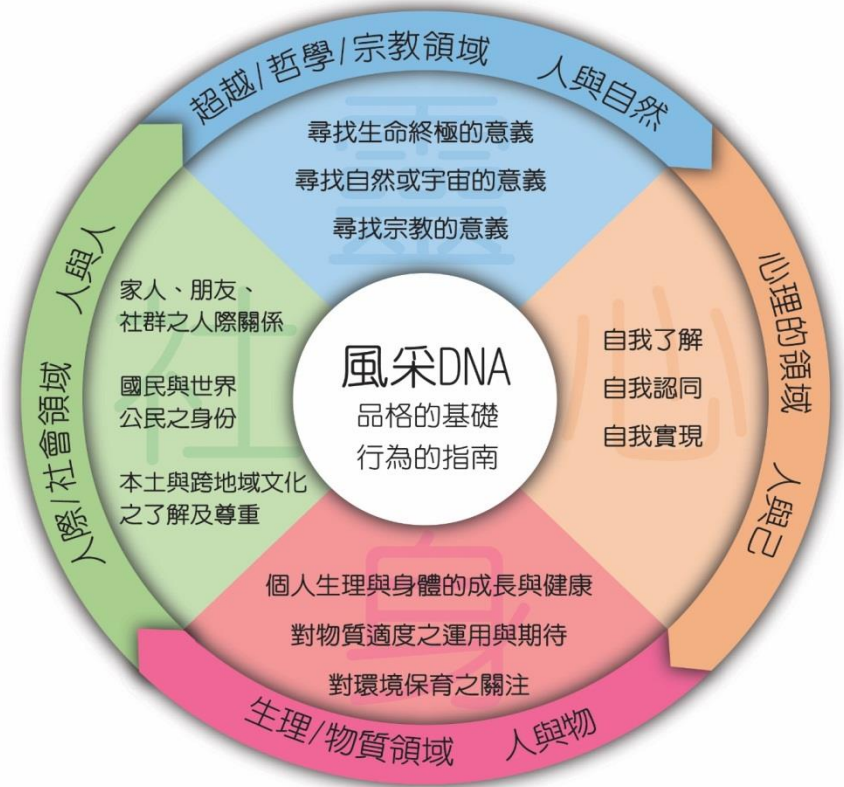 超越/哲學/宗教領域 人與自然
靈
尋找生命終極的意義
尋找自然或宇宙的意義
尋找宗教的意義
心理的領域 人與己
心
自我了解
自我認同
自我實現
生理/物質領域 人與物
身
個人生理與身體的成長與健康
對物質適度之運用與期待
對環境保育之關注
人際/社會領域 人與人
社
家人、朋友、
社群之人際關係
國民與世界
公民之身份
本土與跨地域文化
之了解及尊重
風采DNA
品格的基礎
行為的指南